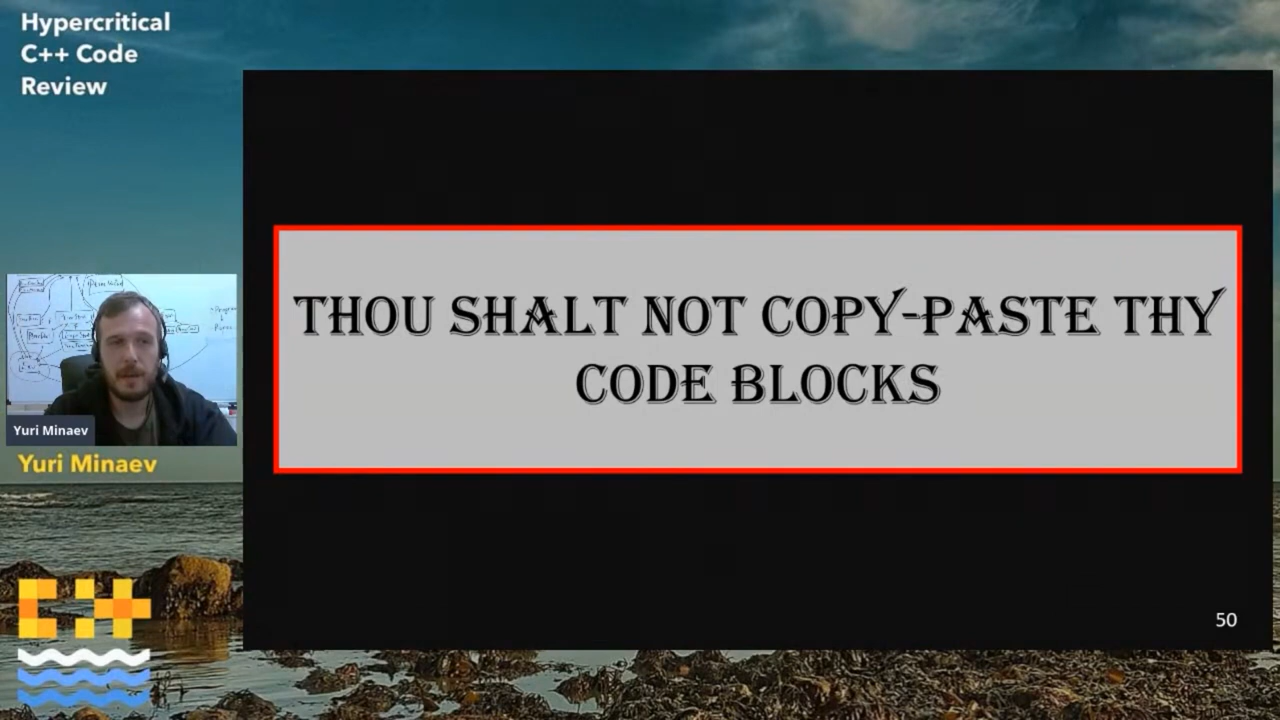 Hypercritical
C++ Code
Review
THOU SHALT NOT COPY-PASTE THY
CODE BLOCKS
Yuri Minaev
Yuri Minaev
50